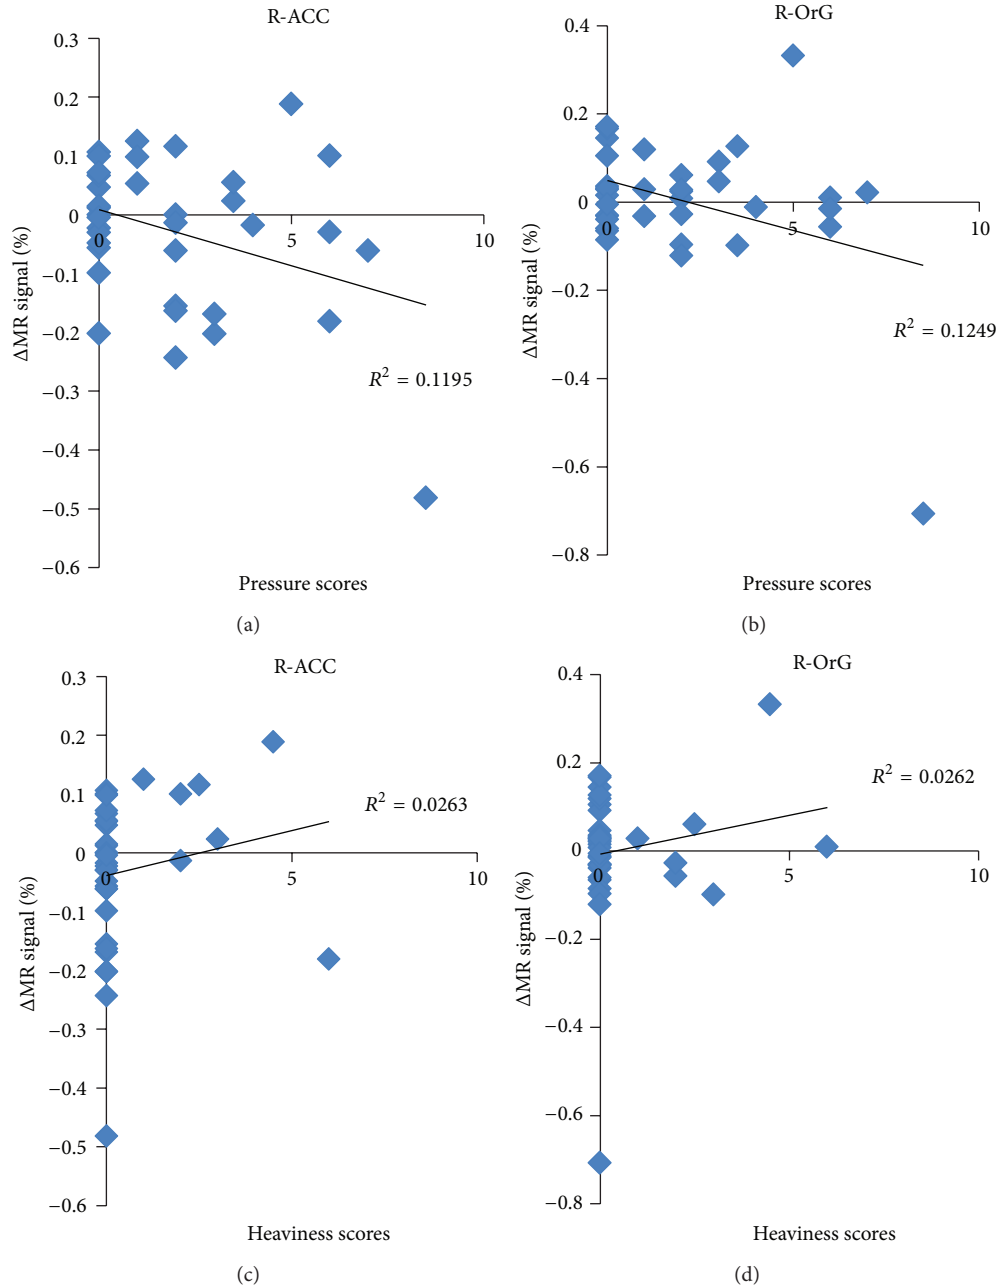 R-ACC
0.3
0.2
0.1
0
−0.1
−0.2
−0.3
−0.4
−0.5
−0.6
0
5
10
ΔMR signal (%)
R² = 0.1195
Pressure scores
(a)
R-OrG
0.4
0.2
0
−0.2
−0.4
−0.6
−0.8
0
5
10
ΔMR signal (%)
R² = 0.1249
Pressure scores
(b)
R-ACC
0.3
0.2
0.1
0
−0.1
−0.2
−0.3
−0.4
−0.5
−0.6
0
5
10
ΔMR signal (%)
R² = 0.0263
Heaviness scores
(c)
R-OrG
0.4
0.2
0
−0.2
−0.4
−0.6
−0.8
0
5
10
ΔMR signal (%)
R² = 0.0262
Heaviness scores
(d)